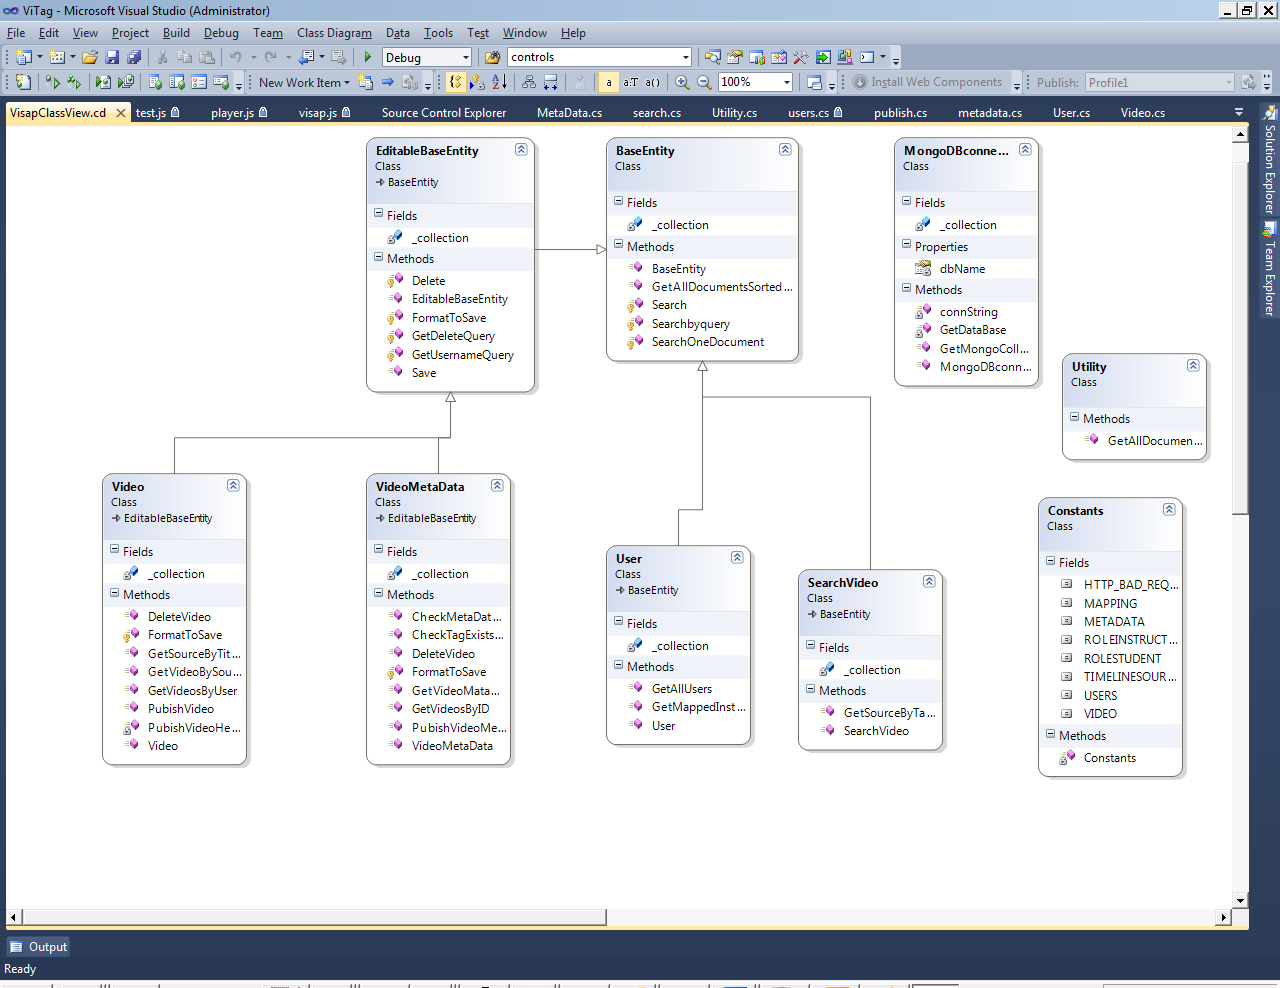 ViTag - Microsoft Visual Studio (Administrator)
File Edit View Project Build Debug Team Class Diagram Data Tools Test Window Help
Debug controls
New Work Item a a:T a() 100% Install Web Components Publish: Profile1
VisapClassView.cd test.js player.js visap.js Source Control Explorer MetaData.cs search.cs Utility.cs users.cs publish.cs metadata.cs User.cs Video.cs
Solution Explorer
Team Explorer
EditableBaseEntity
Class
BaseEntity
Fields
_collection
Methods
Delete
EditableBaseEntity
FormatToSave
GetDeleteQuery
GetUsernameQuery
Save
BaseEntity
Class
Fields
_collection
Methods
BaseEntity
GetAllDocumentsSorted...
Search
Searchbyquery
SearchOneDocument
MongoDBconne...
Class
Fields
_collection
Properties
dbName
Methods
connString
GetDataBase
GetMongoColl...
MongoDBconn...
Utility
Class
Methods
GetAllDocumen...
Video
Class
EditableBaseEntity
Fields
_collection
Methods
DeleteVideo
FormatToSave
GetSourceByTit...
GetVideoBySou...
GetVideosByUser
PubishVideo
PubishVideoHe...
Video
VideoMetaData
Class
EditableBaseEntity
Fields
_collection
Methods
CheckMetaDat...
CheckTagExists...
DeleteVideo
FormatToSave
GetVideoMata...
GetVideosByID
PubishVideoMe...
VideoMetaData
User
Class
BaseEntity
Fields
_collection
Methods
GetAllUsers
GetMappedInst...
User
SearchVideo
Class
BaseEntity
Fields
_collection
Methods
GetSourceByTa...
SearchVideo
Constants
Class
Fields
HTTP_BAD_REQ...
MAPPING
METADATA
ROLEINSTRUCT...
ROLESTUDENT
TIMELINESOUR...
USERS
VIDEO
Methods
Constants
Output
Ready